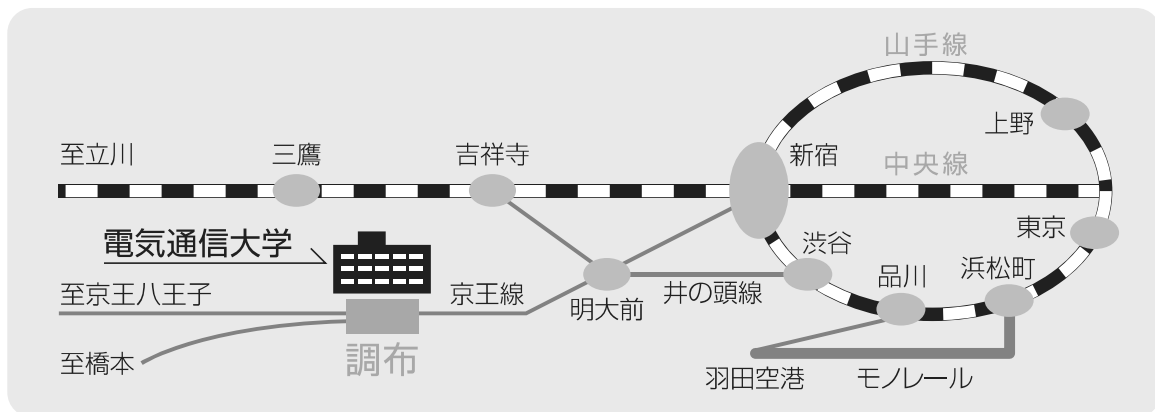 山手線
上野
至立川
三鷹
吉祥寺
新宿
中央線
電気通信大学
東京
渋谷
品川
浜松町
至京王八王子
京王線
明大前
井の頭線
至橋本
調布
羽田空港
モノレール